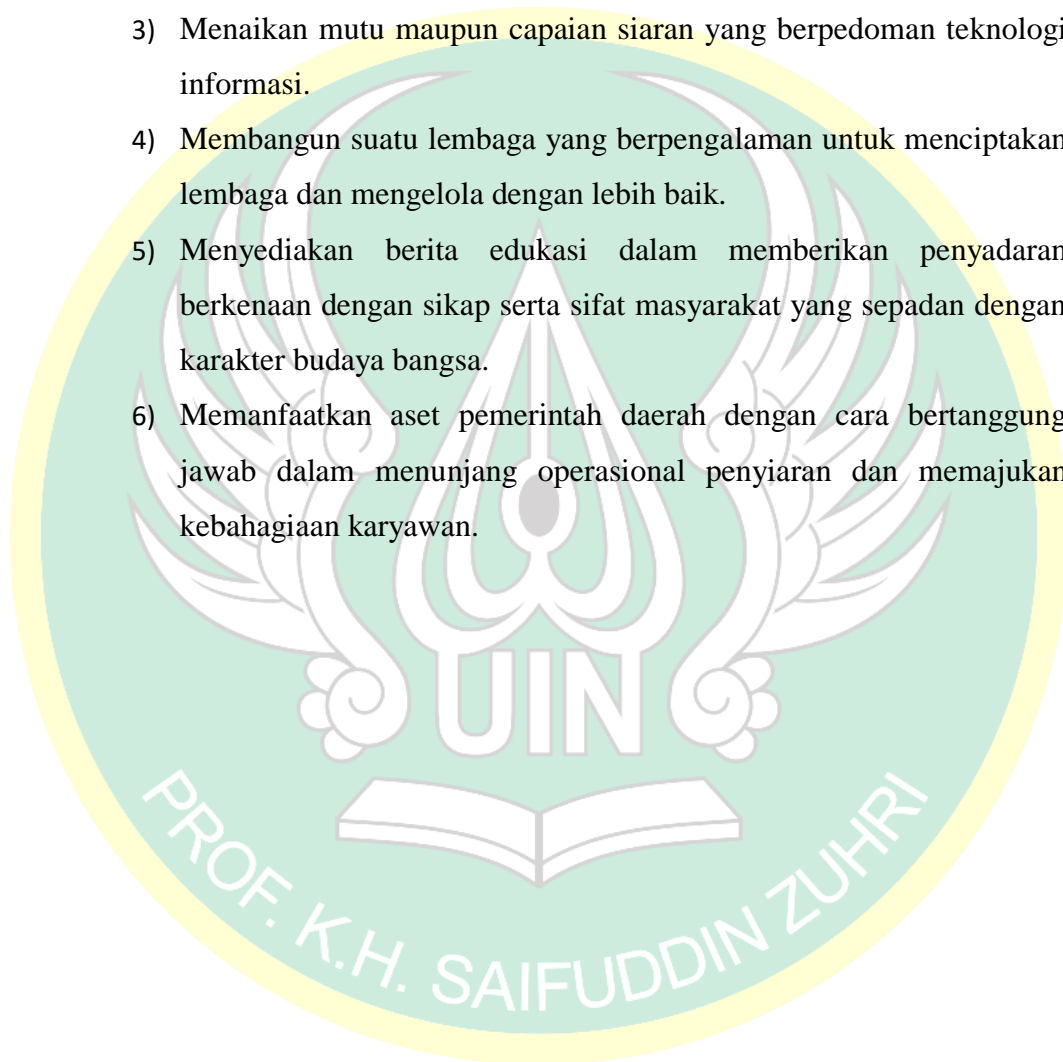 3) Menaikan mutu maupun capaian siaran yang berpedoman teknologi
informasi.
4) Membangun suatu lembaga yang berpengalaman untuk menciptakan
lembaga dan mengelola dengan lebih baik.
5) Menyediakan berita edukasi dalam memberikan penyadaran
berkenaan dengan sikap serta sifat masyarakat yang sepadan dengan
karakter budaya bangsa.
6) Memanfaatkan aset pemerintah daerah dengan cara bertanggung
jawab dalam menunjang operasional penyiaran dan memajukan
kebahagiaan karyawan.
UIN
PROF. K.H. SAIFUDDIN ZUHRI